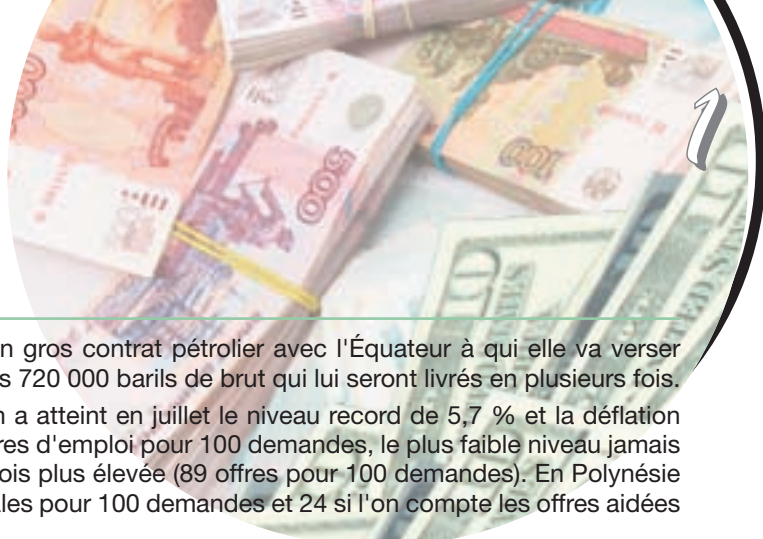 1
500
100
n gros contrat pétrolier avec l'Équateur à qui elle va verser
s 720 000 barils de brut qui lui seront livrés en plusieurs fois.
n a atteint en juillet le niveau record de 5,7 % et la déflation
res d'emploi pour 100 demandes, le plus faible niveau jamais
ois plus élevée (89 offres pour 100 demandes). En Polynésie
les pour 100 demandes et 24 si l'on compte les offres aidées